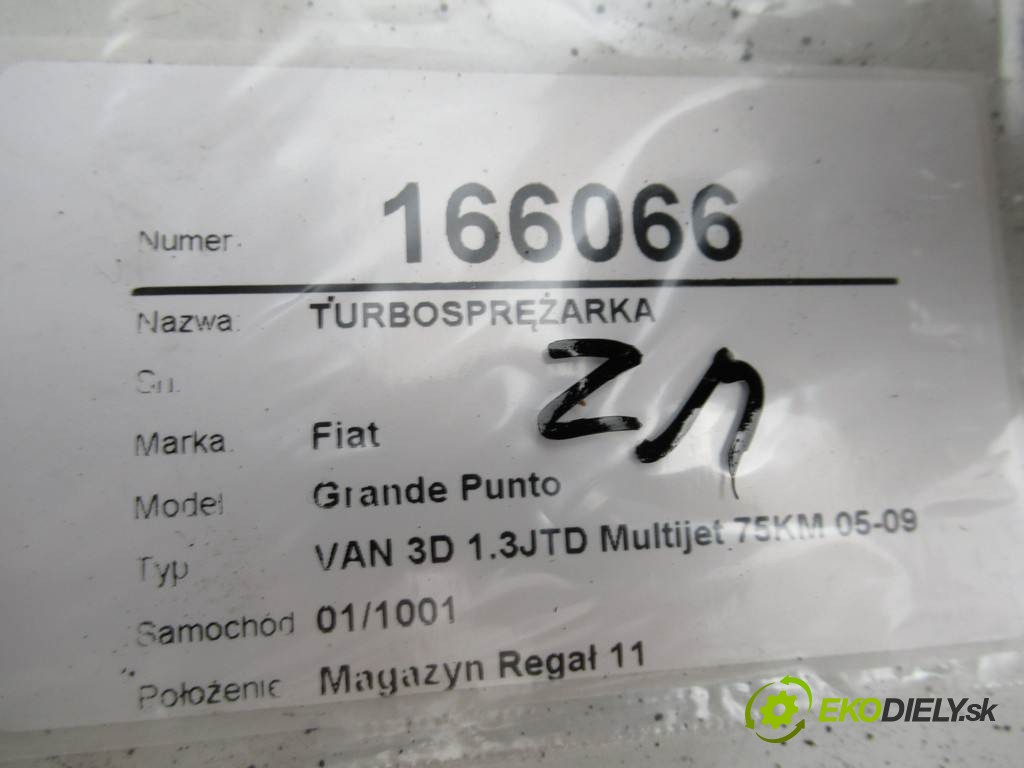 Numer. 166066
Nazwa: TURBOSPRĘŻARKA
Sn.
Marka. Fiat
Model Grande Punto
Typ VAN 3D 1.3JTD Multijet 75KM 05-09
Samochód 01/1001
Położenie Magazyn Regał 11
EKODIELY.sk